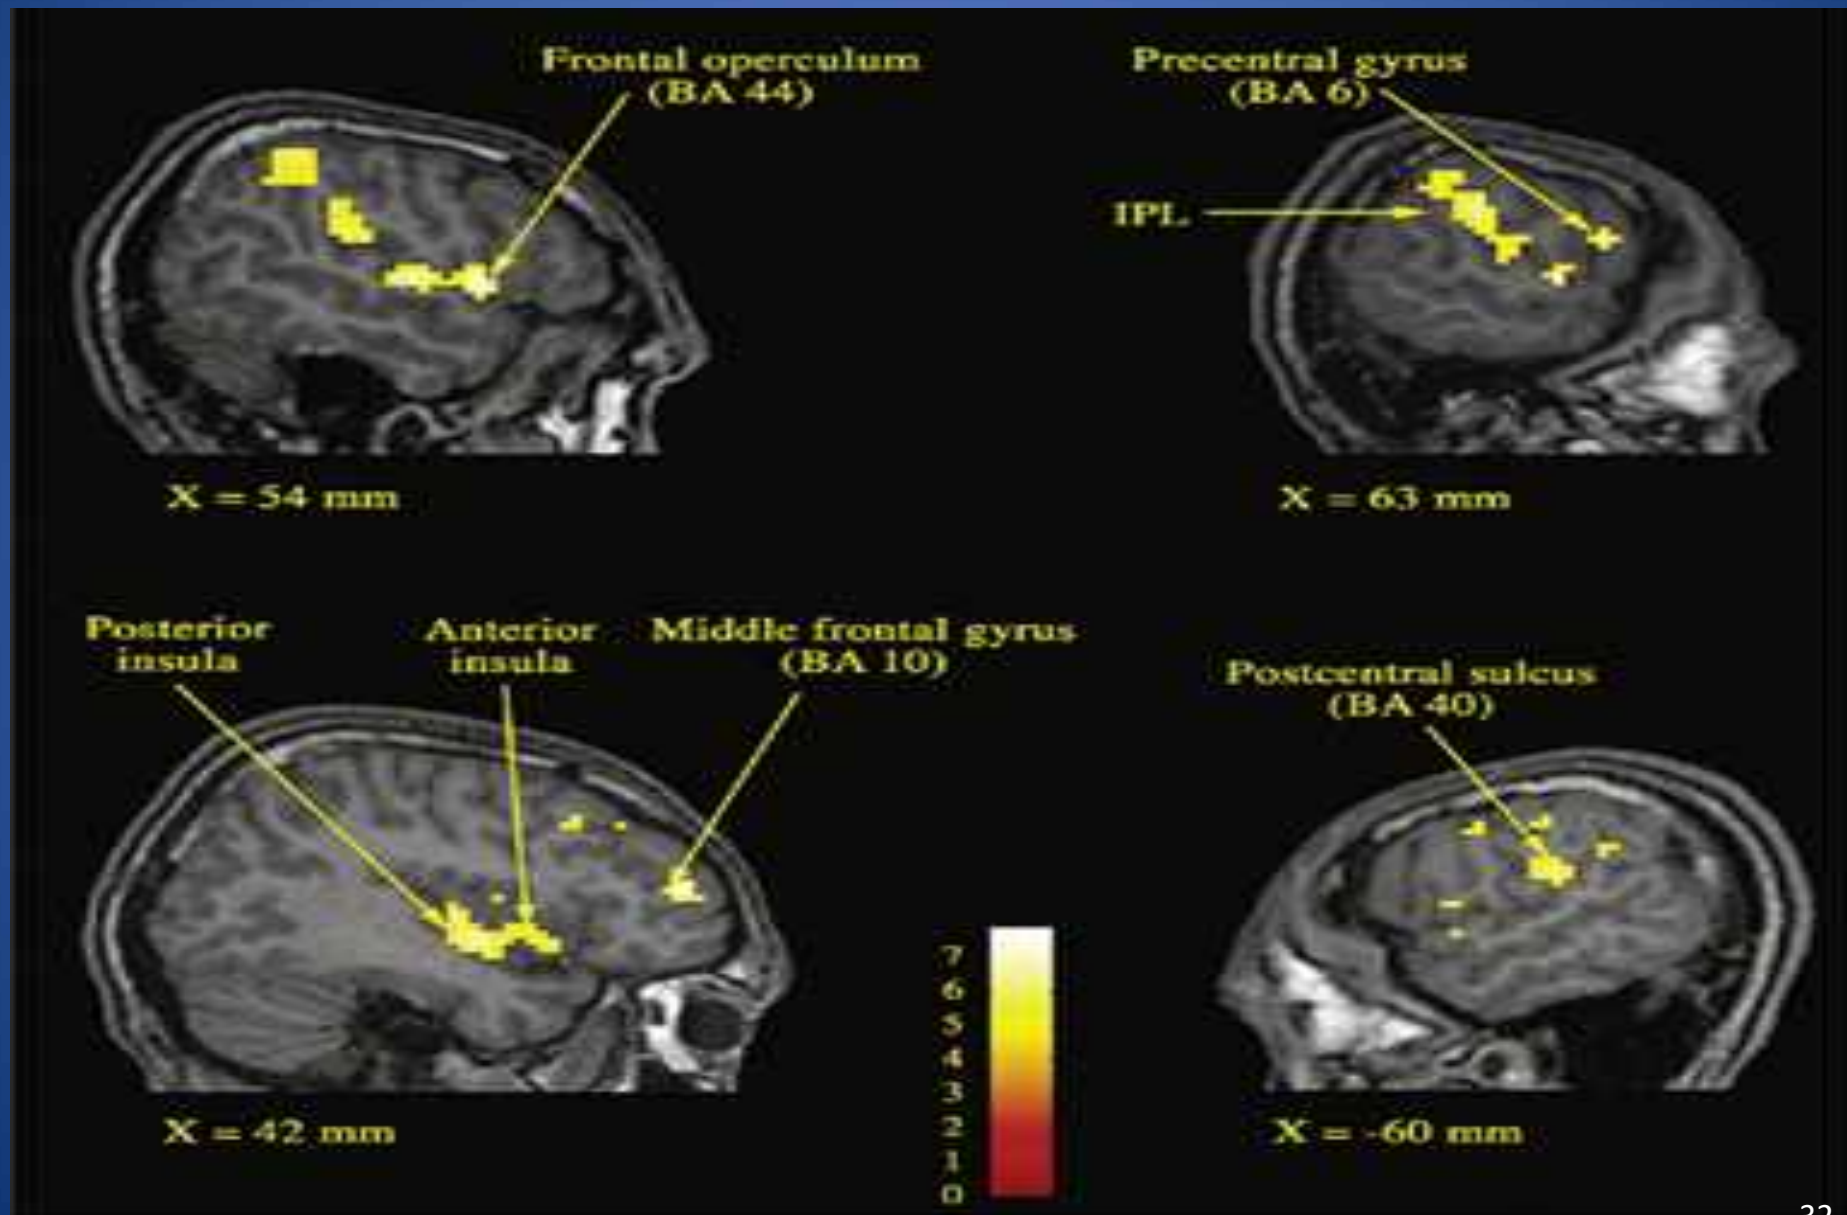 Frontal operculum
(BA 44)
Precentral gyrus
(BA 6)
IPL
X = 54 mm
X = 63 mm
Posterior
insula
Anterior
insula
Middle frontal gyrus
(BA 10)
Postcentral sulcus
(BA 40)
7
6
5
4
3
2
1
0
X = 42 mm
X = -60 mm